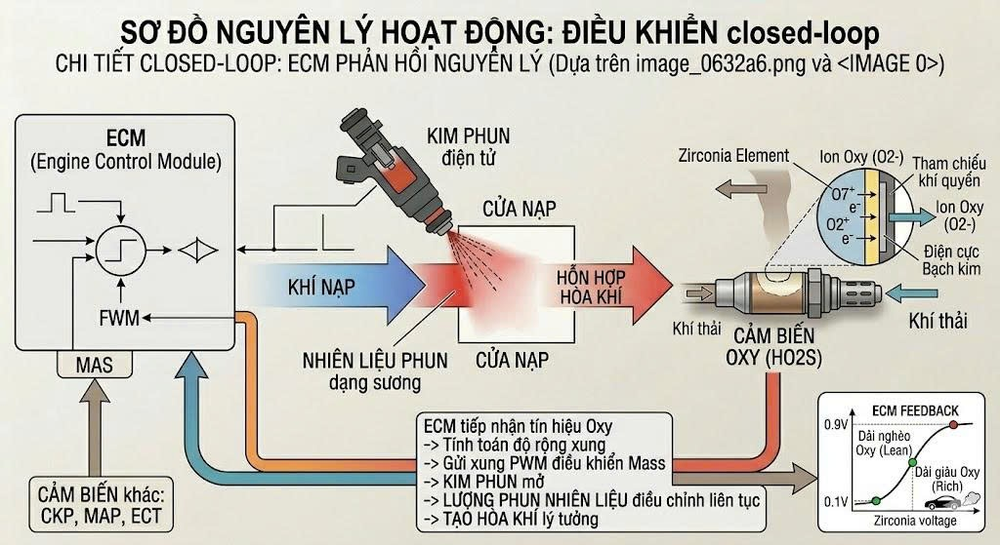 SƠ ĐỒ NGUYÊN LÝ HOẠT ĐỘNG: ĐIỀU KHIỂN closed-loop
CHI TIẾT CLOSED-LOOP: ECM PHẢN HỒI NGUYÊN LÝ (Dựa trên image_0632a6.png và <IMAGE 0>)
ECM
(Engine Control Module)
FWM
MAS
CẢM BIẾN khác:
CKP, MAP, ECT
KIM PHUN
điện tử
KHÍ NẠP
CỬA NẠP
HỖN HỢP
HÒA KHÍ
CỬA NẠP
NHIÊN LIỆU PHUN
dạng sương
Zirconia Element
Ion Oxy (O2-)
Tham chiếu
khí quyển
O7+
e-
O2+
e-
Ion Oxy
(O2-)
Điện cực
Bạch kim
Khí thải
Khí thải
CẢM BIẾN
OXY (HO2S)
ECM tiếp nhận tín hiệu Oxy
-> Tính toán độ rộng xung
-> Gửi xung PWM điều khiển Mass
-> KIM PHUN mở
-> LƯỢNG PHUN NHIÊN LIỆU điều chỉnh liên tục
-> TẠO HÒA KHÍ lý tưởng
ECM FEEDBACK
0.9V
Dải nghèo
Oxy (Lean)
Dải giàu Oxy
(Rich)
0.1V
Zirconia voltage